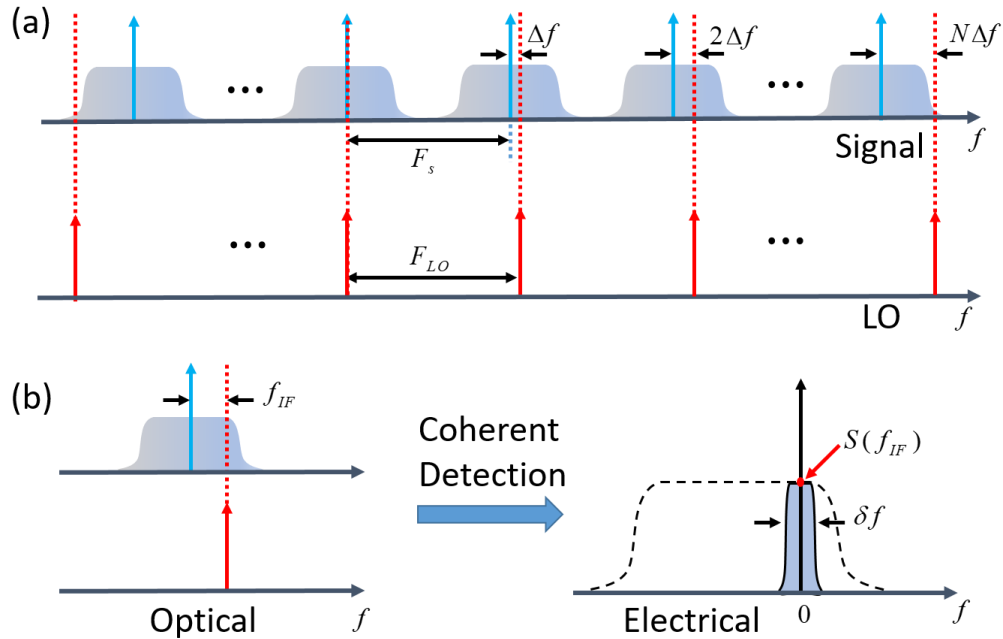 (a)
Δf
2Δf
NΔf
... ...
F_s
f
Signal
... ...
F_LO
LO
f
(b)
f_IF
Coherent
Detection
S(f_IF)
δf
f
Optical
0
Electrical
f